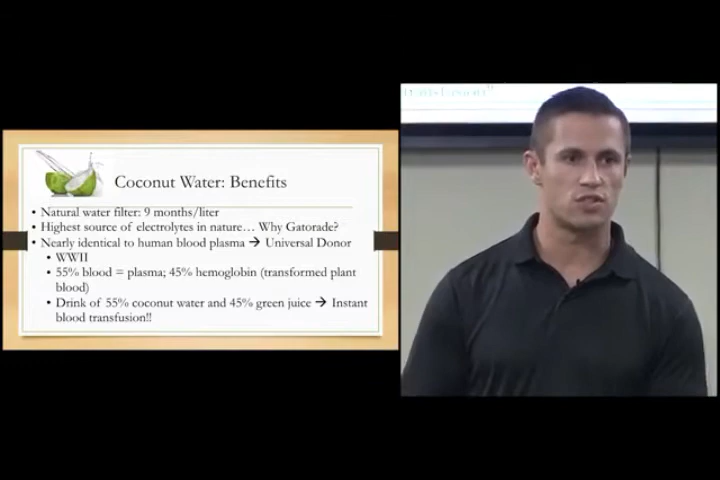 Coconut Water: Benefits
• Natural water filter: 9 months/liter
• Highest source of electrolytes in nature… Why Gatorade?
• Nearly identical to human blood plasma → Universal Donor
• WWII
• 55% blood = plasma; 45% hemoglobin (transformed plant
blood)
• Drink of 55% coconut water and 45% green juice → Instant
blood transfusion!!